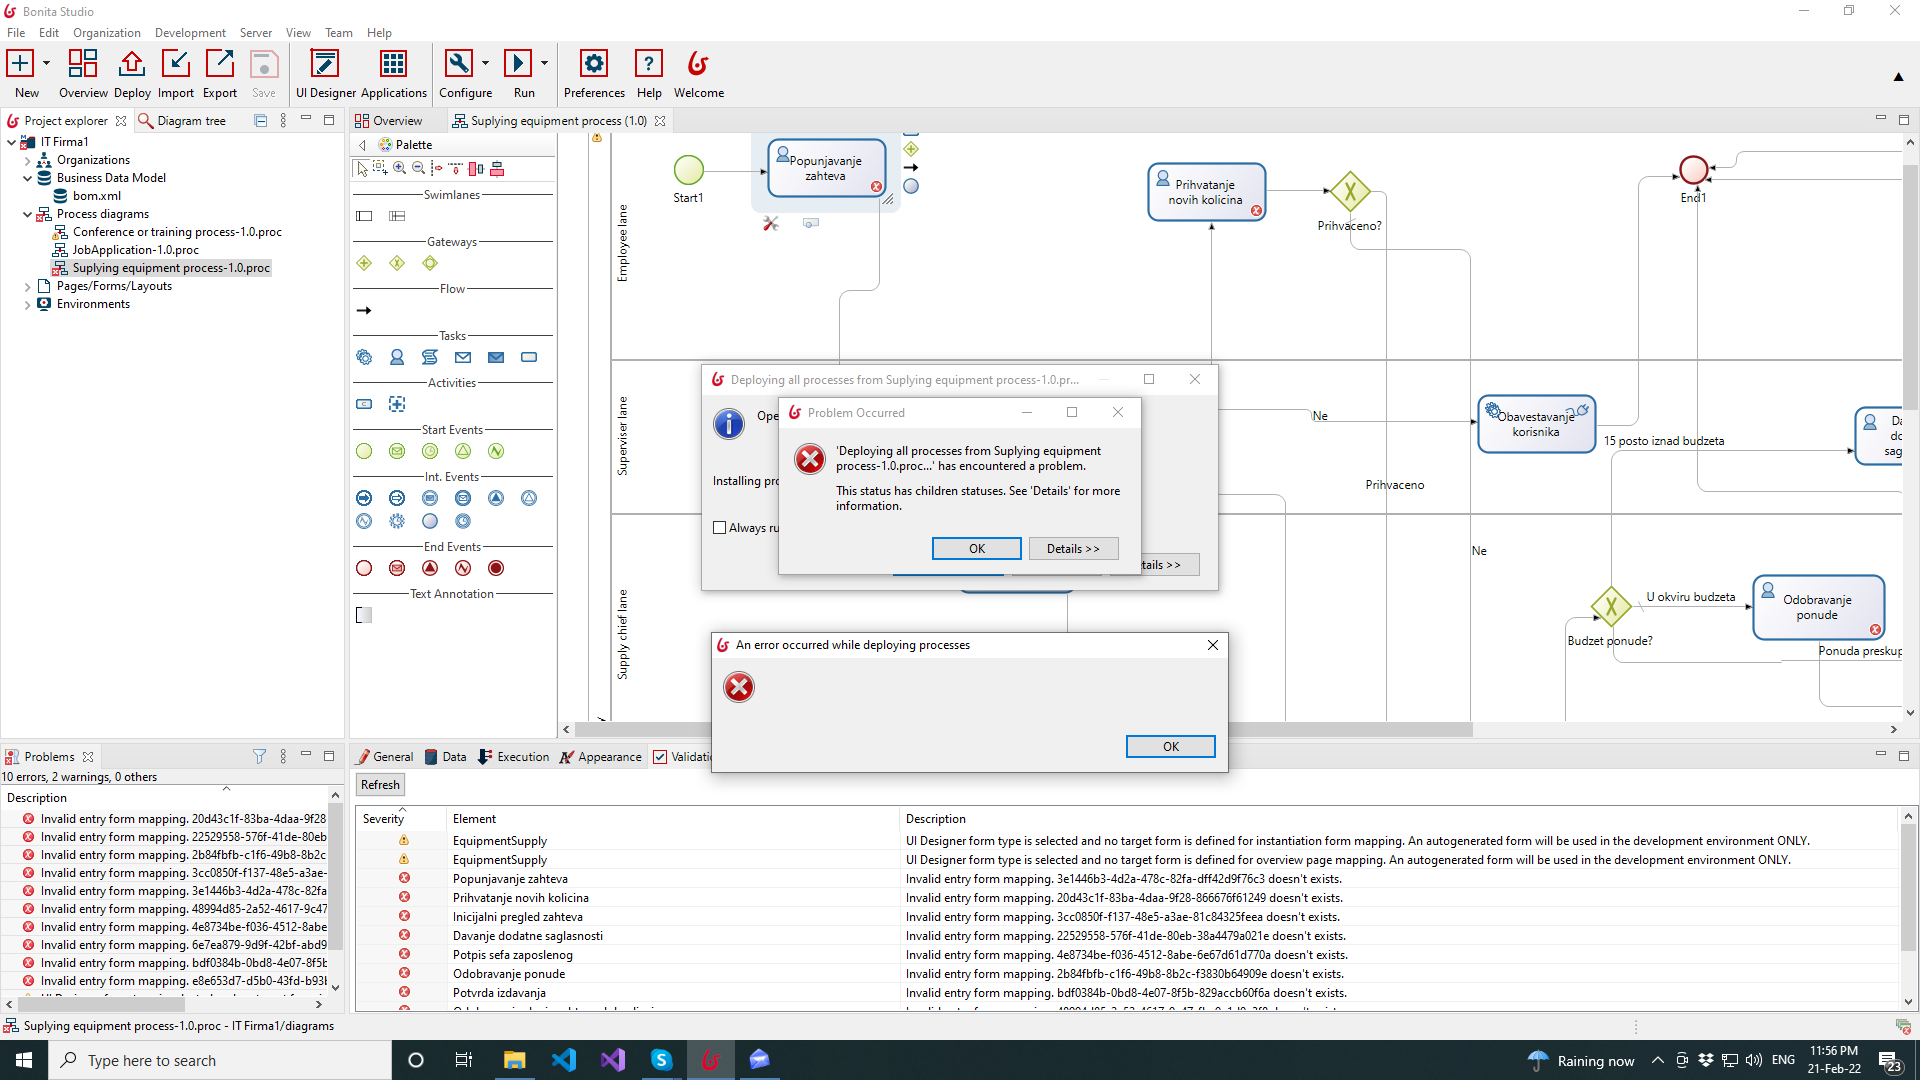 Bonita Studio
File Edit Organization Development Server View Team Help
New Overview Deploy Import Export Save UI Designer Applications Configure Run Preferences Help Welcome
Project explorer Diagram tree
IT Firma1
Organizations
Business Data Model
bom.xml
Process diagrams
Conference or training process-1.0.proc
JobApplication-1.0.proc
Suplying equipment process-1.0.proc
Pages/Forms/Layouts
Environments
Overview Suplying equipment process (1.0)
Palette
Swimlanes
Gateways
Flow
Tasks
Activities
Start Events
Int. Events
End Events
Text Annotation
Employee lane
Superviser lane
Supply chief lane
Start1
Popunjavanje
zahteva
Prihvatanje
novih kolicina
Prihvaceno?
End1
Ne
Obavestavanje
korisnika
15 posto iznad budzeta
Prihvaceno
Ne
U okviru budzeta
Odobravanje
ponude
Budzet ponude?
Ponuda preskup
Deploying all processes from Suplying equipment process-1.0.pr...
Installing pro
Always ru
tails >>
Problem Occurred
'Deploying all processes from Suplying equipment
process-1.0.proc...' has encountered a problem.
This status has children statuses. See 'Details' for more
information.
OK Details >>
An error occurred while deploying processes
OK
Problems
10 errors, 2 warnings, 0 others
Description
Invalid entry form mapping. 20d43c1f-83ba-4daa-9f28
Invalid entry form mapping. 22529558-576f-41de-80eb
Invalid entry form mapping. 2b84fbfb-c1f6-49b8-8b2c
Invalid entry form mapping. 3cc0850f-f137-48e5-a3ae-
Invalid entry form mapping. 3e1446b3-4d2a-478c-82fa
Invalid entry form mapping. 48994d85-2a52-4617-9c47
Invalid entry form mapping. 4e8734be-f036-4512-8abe
Invalid entry form mapping. 6e7ea879-9d9f-42bf-abd9
Invalid entry form mapping. bdf0384b-0bd8-4e07-8f5b
Invalid entry form mapping. e8e653d7-d5b0-43fd-b93b
General Data Execution Appearance Validati
Refresh
Severity Element Description
EquipmentSupply UI Designer form type is selected and no target form is defined for instantiation form mapping. An autogenerated form will be used in the development environment ONLY.
EquipmentSupply UI Designer form type is selected and no target form is defined for overview page mapping. An autogenerated form will be used in the development environment ONLY.
Popunjavanje zahteva Invalid entry form mapping. 3e1446b3-4d2a-478c-82fa-dff42d9f76c3 doesn't exists.
Prihvatanje novih kolicina Invalid entry form mapping. 20d43c1f-83ba-4daa-9f28-866676f61249 doesn't exists.
Inicijalni pregled zahteva Invalid entry form mapping. 3cc0850f-f137-48e5-a3ae-81c84325feea doesn't exists.
Davanje dodatne saglasnosti Invalid entry form mapping. 22529558-576f-41de-80eb-38a4479a021e doesn't exists.
Potpis sefa zaposlenog Invalid entry form mapping. 4e8734be-f036-4512-8abe-6e67d61d770a doesn't exists.
Odobravanje ponude Invalid entry form mapping. 2b84fbfb-c1f6-49b8-8b2c-f3830b64909e doesn't exists.
Potvrda izdavanja Invalid entry form mapping. bdf0384b-0bd8-4e07-8f5b-829accb60f6a doesn't exists.
Suplying equipment process-1.0.proc - IT Firma1/diagrams
Type here to search
Raining now
ENG
11:56 PM
21-Feb-22
23